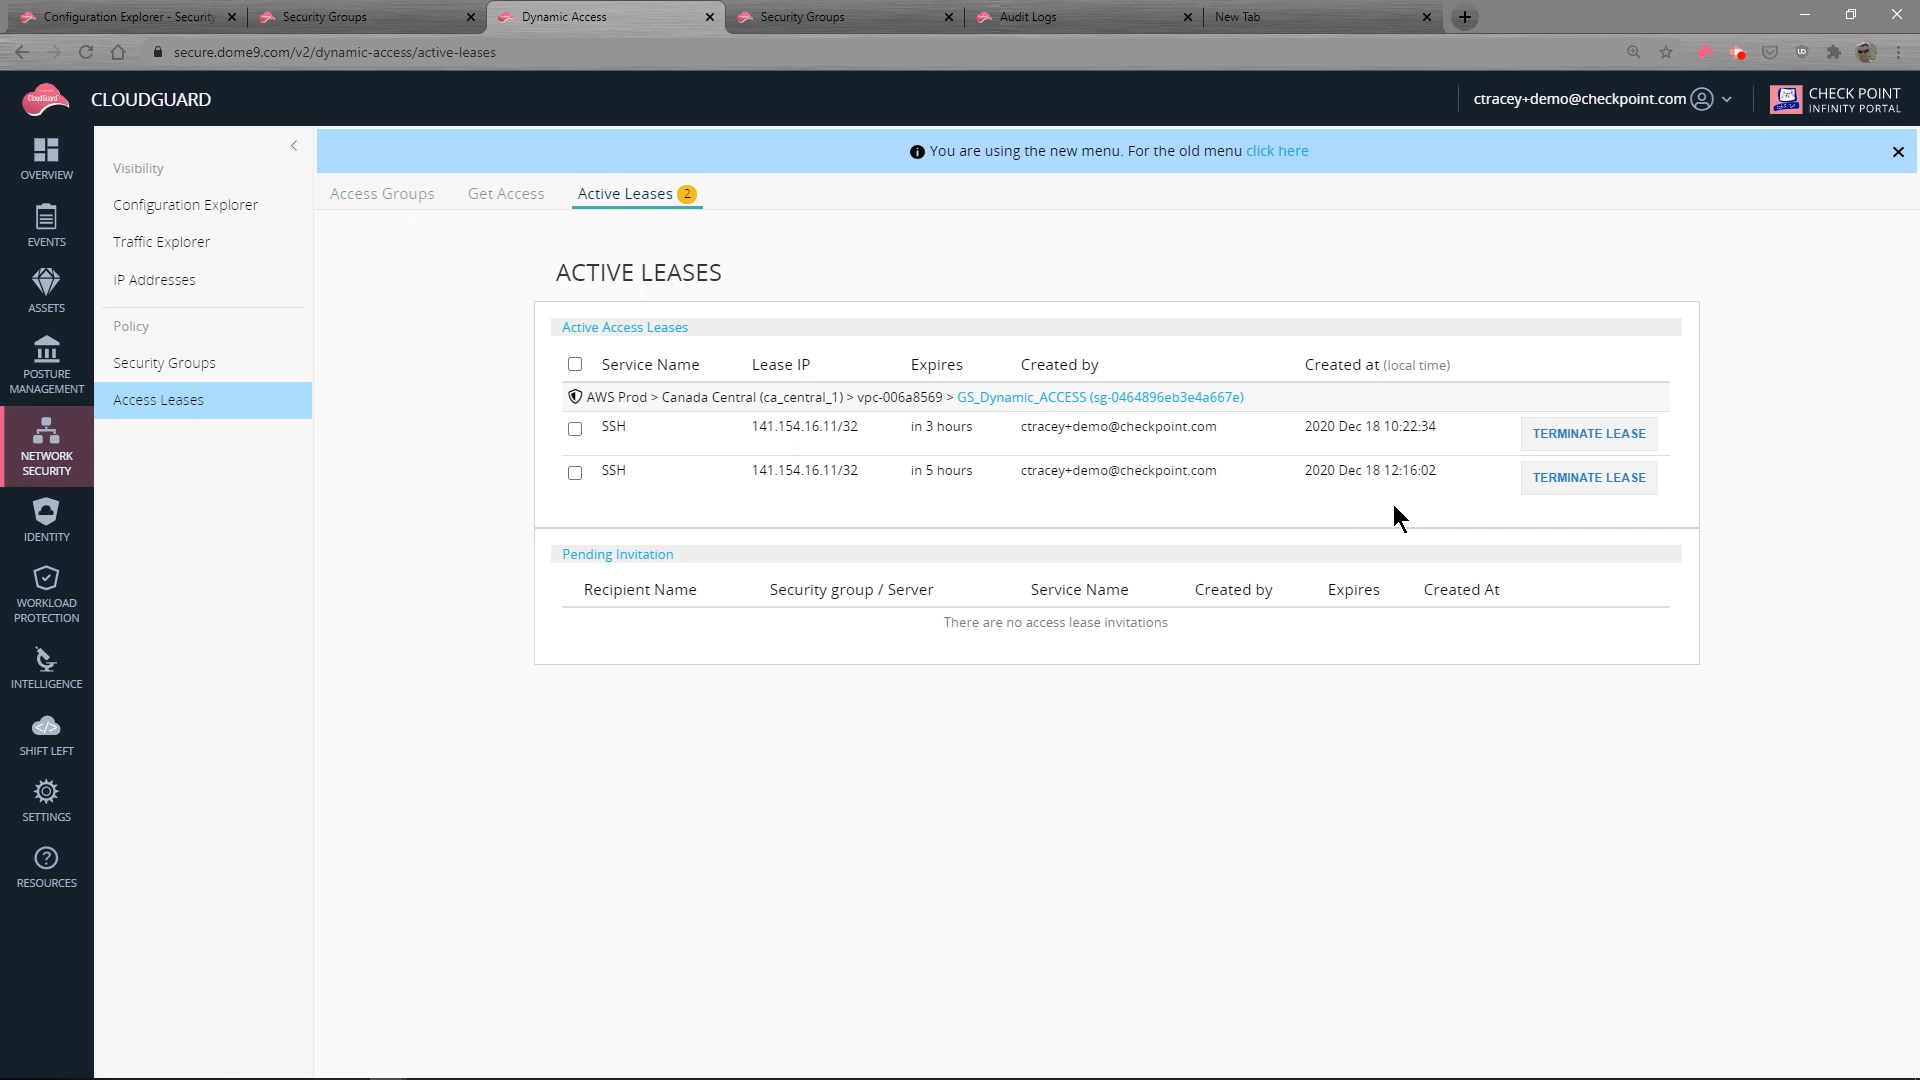 Configuration Explorer - Security
Security Groups
Dynamic Access
Security Groups
Audit Logs
New Tab
secure.dome9.com/v2/dynamic-access/active-leases
CloudGuard
CLOUDGUARD
ctracey+demo@checkpoint.com
CHECK POINT
INFINITY PORTAL
OVERVIEW
EVENTS
ASSETS
POSTURE
MANAGEMENT
NETWORK
SECURITY
IDENTITY
WORKLOAD
PROTECTION
INTELLIGENCE
SHIFT LEFT
SETTINGS
RESOURCES
Visibility
Configuration Explorer
Traffic Explorer
IP Addresses
Policy
Security Groups
Access Leases
You are using the new menu. For the old menu click here
Access Groups
Get Access
Active Leases 2
ACTIVE LEASES
Active Access Leases
Service Name Lease IP Expires Created by Created at (local time)
AWS Prod > Canada Central (ca_central_1) > vpc-006a8569 > GS_Dynamic_ACCESS (sg-0464896eb3e4a667e)
SSH 141.154.16.11/32 in 3 hours ctracey+demo@checkpoint.com 2020 Dec 18 10:22:34 TERMINATE LEASE
SSH 141.154.16.11/32 in 5 hours ctracey+demo@checkpoint.com 2020 Dec 18 12:16:02 TERMINATE LEASE
Pending Invitation
Recipient Name Security group / Server Service Name Created by Expires Created At
There are no access lease invitations